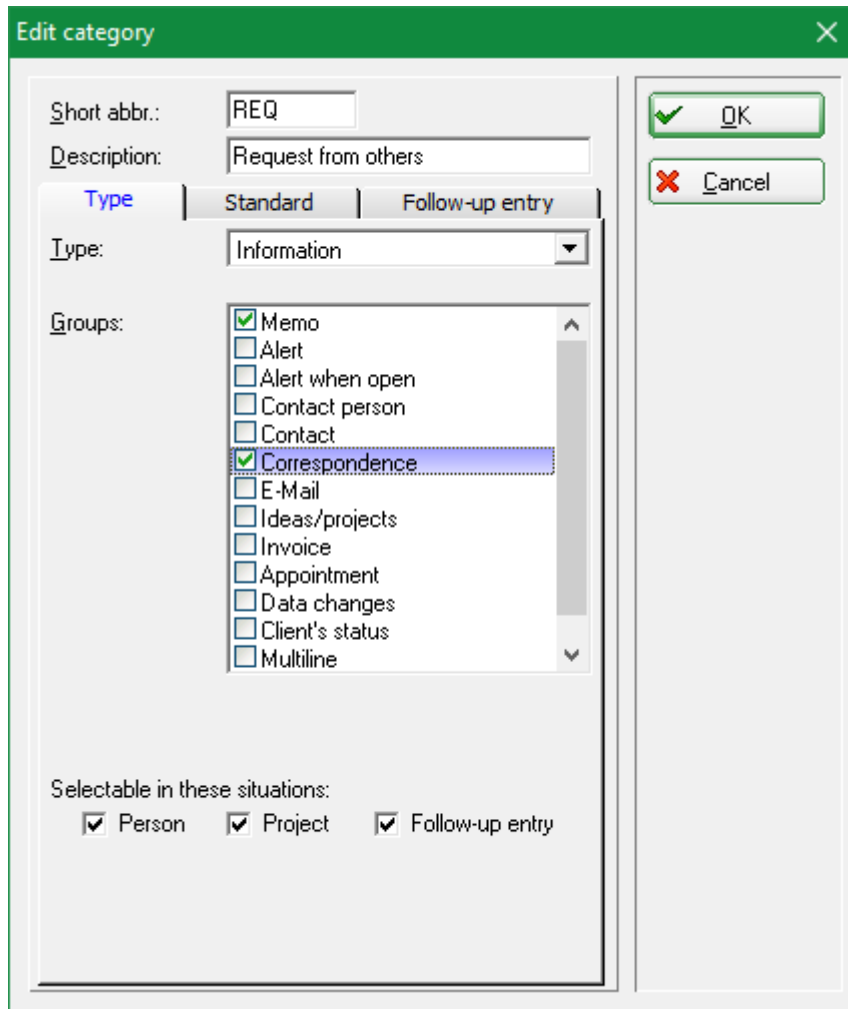 Edit category
Short abbr.: REQ
OK
Description: Request from others
Cancel
Type Standard Follow-up entry
Type: Information
Groups: Memo
Alert
Alert when open
Contact person
Contact
Correspondence
E-Mail
Ideas/projects
Invoice
Appointment
Data changes
Client's status
Multiline
Selectable in these situations:
Person Project Follow-up entry